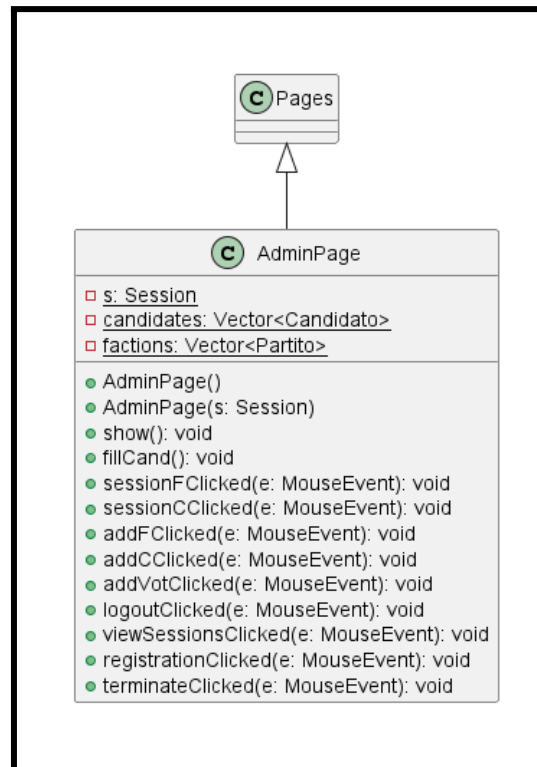 C Pages
C AdminPage
s: Session
candidates: Vector<Candidato>
factions: Vector<Partito>
AdminPage()
AdminPage(s: Session)
show(): void
fillCand(): void
sessionFClicked(e: MouseEvent): void
sessionCClicked(e: MouseEvent): void
addFClicked(e: MouseEvent): void
addCClicked(e: MouseEvent): void
addVotClicked(e: MouseEvent): void
logoutClicked(e: MouseEvent): void
viewSessionsClicked(e: MouseEvent): void
registrationClicked(e: MouseEvent): void
terminateClicked(e: MouseEvent): void